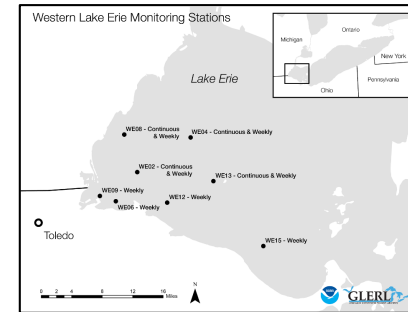 Western Lake Erie Monitoring Stations
Michigan
Ontario
New York
Pennsylvania
Ohio
Lake Erie
WE08 - Continuous
& Weekly
WE04 - Continuous & Weekly
WE02 - Continuous
& Weekly
WE13 - Continuous & Weekly
WE09 - Weekly
WE06 - Weekly
WE12 - Weekly
Toledo
WE15 - Weekly
0 2 4 8 12 16
Miles
N
NOAA
GLERL